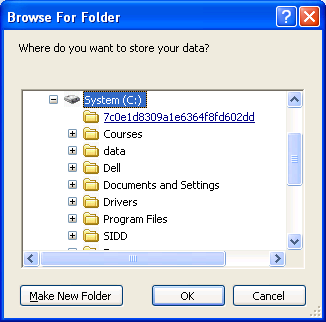 Browse For Folder
Where do you want to store your data?
System (C:)
7c0e1d8309a1e6364f8fd602dd
Courses
data
Dell
Documents and Settings
Drivers
Program Files
SIDD
Make New Folder
OK
Cancel